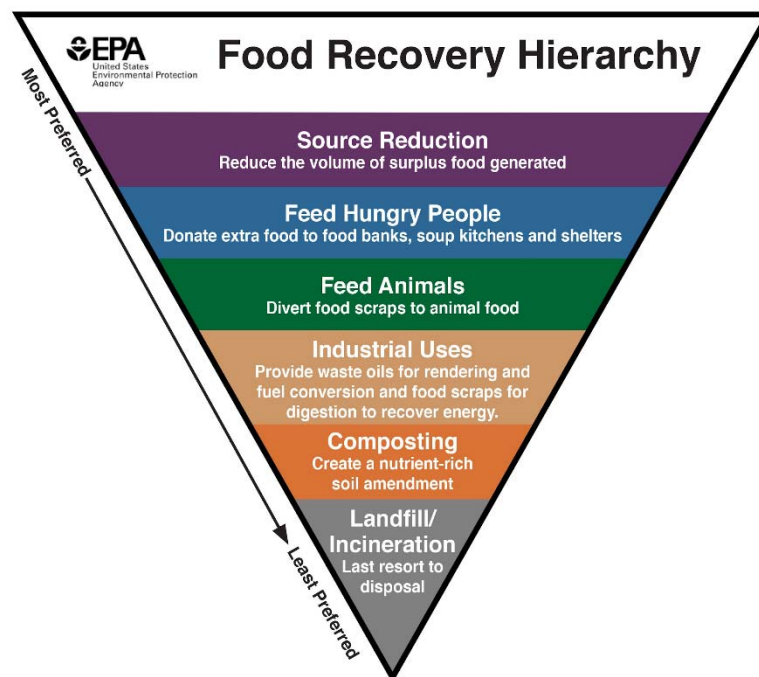 EPA
United States
Environmental Protection
Agency
Food Recovery Hierarchy
Most Preferred
Source Reduction
Reduce the volume of surplus food generated
Feed Hungry People
Donate extra food to food banks, soup kitchens and shelters
Feed Animals
Divert food scraps to animal food
Industrial Uses
Provide waste oils for rendering and
fuel conversion and food scraps for
digestion to recover energy.
Composting
Create a nutrient-rich
soil amendment
Landfill/
Incineration
Last resort to
disposal
Least Preferred